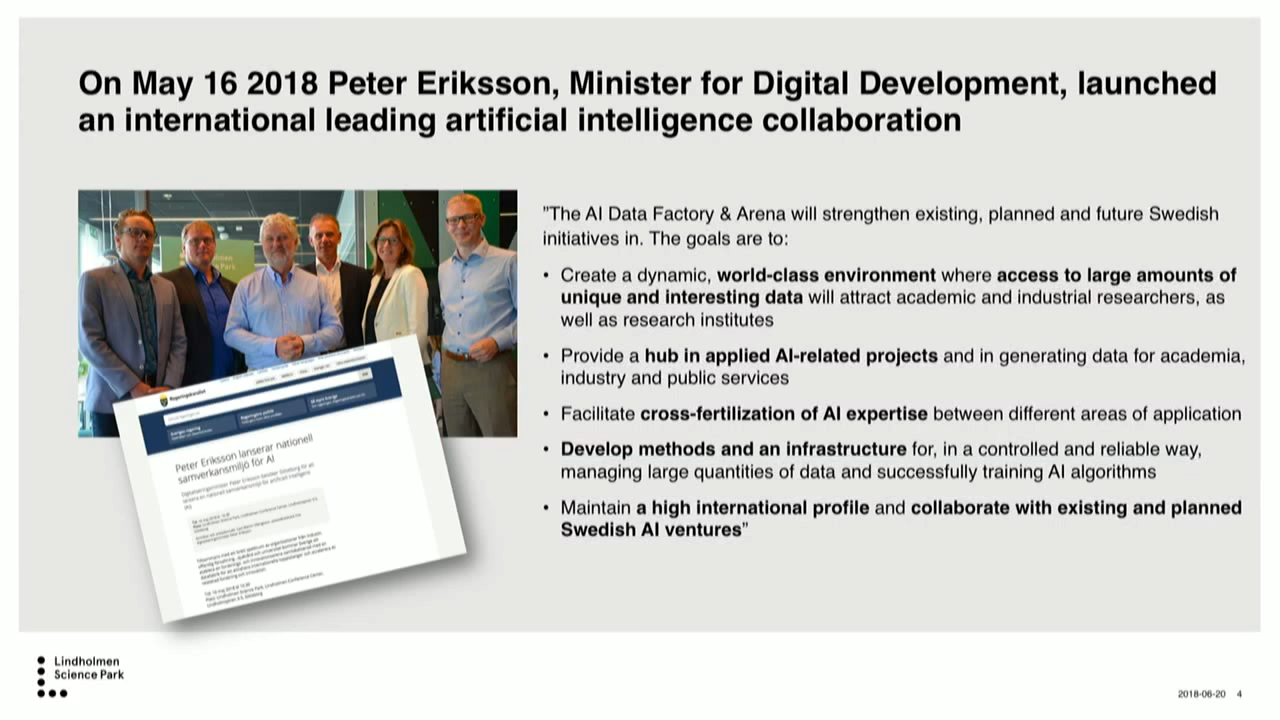 On May 16 2018 Peter Eriksson, Minister for Digital Development, launched
an international leading artificial intelligence collaboration
"The AI Data Factory & Arena will strengthen existing, planned and future Swedish
initiatives in. The goals are to:
• Create a dynamic, world-class environment where access to large amounts of
unique and interesting data will attract academic and industrial researchers, as
well as research institutes
• Provide a hub in applied AI-related projects and in generating data for academia,
industry and public services
• Facilitate cross-fertilization of AI expertise between different areas of application
• Develop methods and an infrastructure for, in a controlled and reliable way,
managing large quantities of data and successfully training AI algorithms
• Maintain a high international profile and collaborate with existing and planned
Swedish AI ventures”
Regeringskansliet
Peter Eriksson lanserar nationell
samverkansmiljö för AI
Lindholmen
Science Park
2018-06-20 4